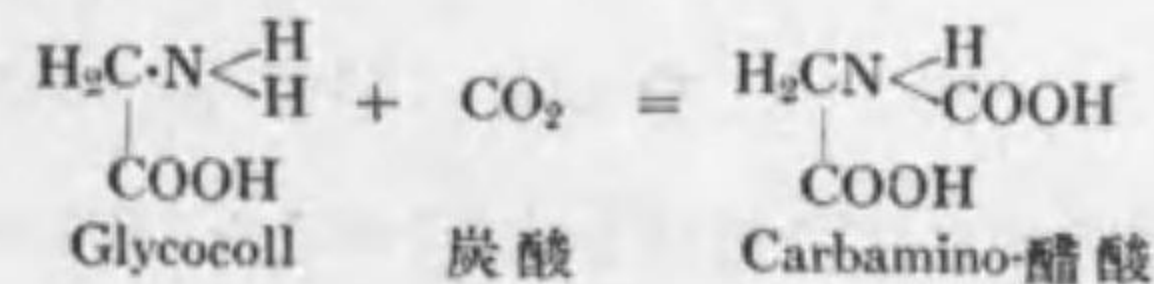 H₂C·N<H H + CO₂ = H₂CN<H COOH
COOH COOH
Glycocoll 炭酸 Carbamino-醋酸